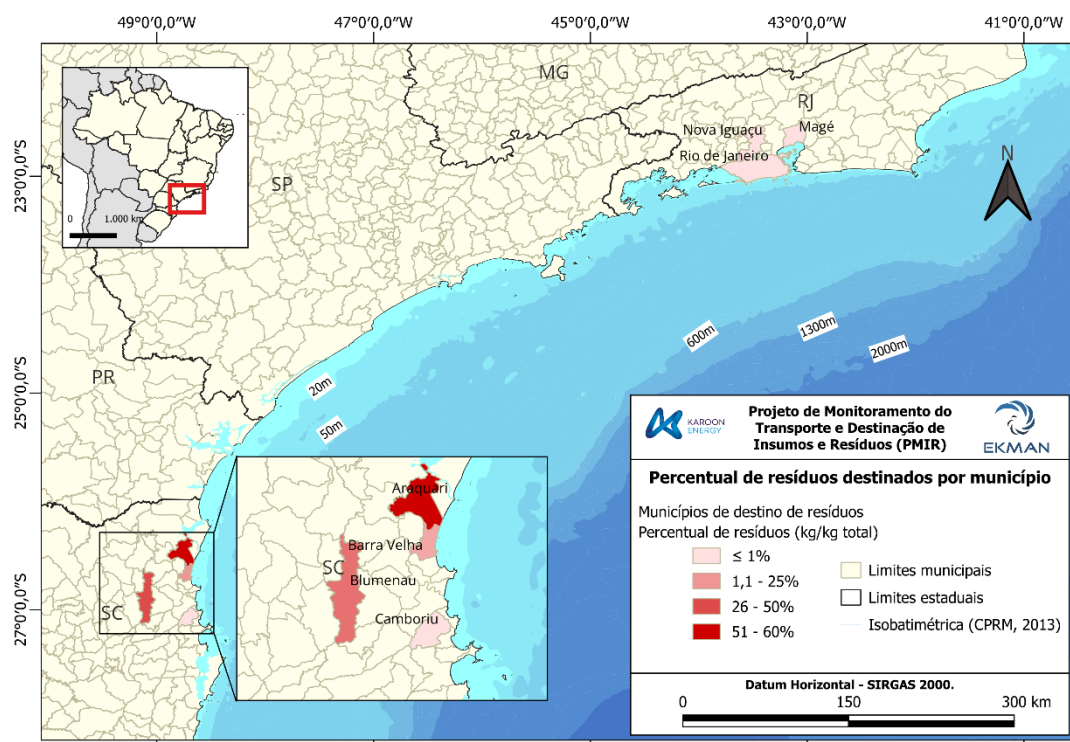 49°0'0,0"W
47°0'0,0"W
45°0'0,0"W
43°0'0,0"W
41°0'0,0"W
23°0'0,0"S
25°0'0,0"S
27°0'0,0"S
0
1.000 km
MG
RJ
Nova Iguaçu
Magé
Rio de Janeiro
SP
N
PR
600m
1300m
2000m
20m
50m
SC
Araquari
Barra Velha
SC
Blumenau
Camboriu
KAROON
ENERGY
Projeto de Monitoramento do
Transporte e Destinação de
Insumos e Resíduos (PMIR)
EKMAN
Percentual de resíduos destinados por município
Municípios de destino de resíduos
Percentual de resíduos (kg/kg total)
≤ 1%
1,1 - 25%
26 - 50%
51 - 60%
Limites municipais
Limites estaduais
Isobatimétrica (CPRM, 2013)
Datum Horizontal - SIRGAS 2000.
0
150
300 km